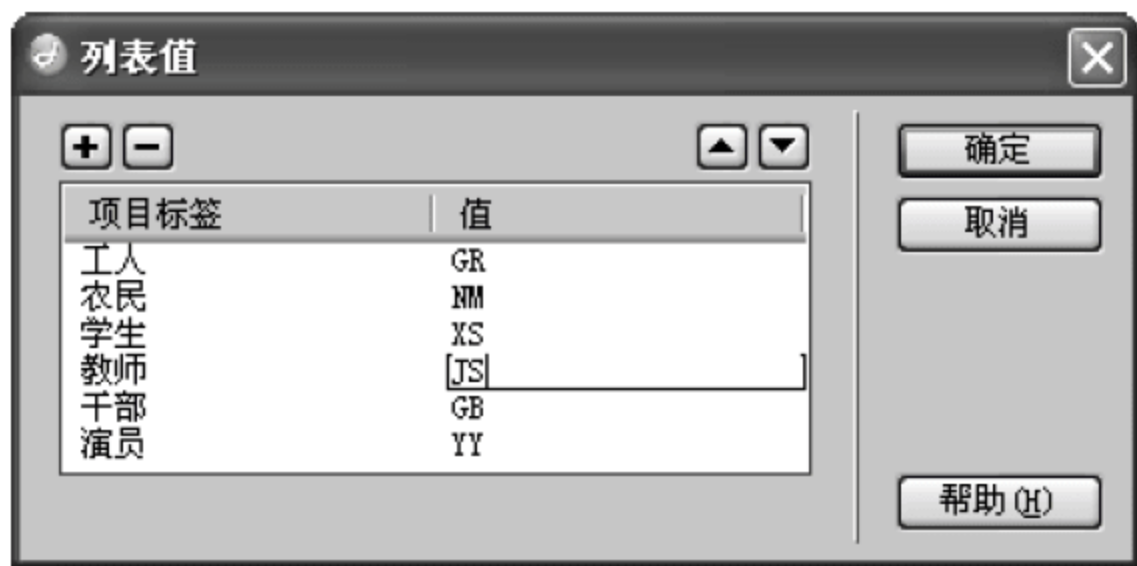 列表值
项目标签 值
工人 GR
农民 NM
学生 XS
教师 JS
干部 GB
演员 YY
确定
取消
帮助(H)